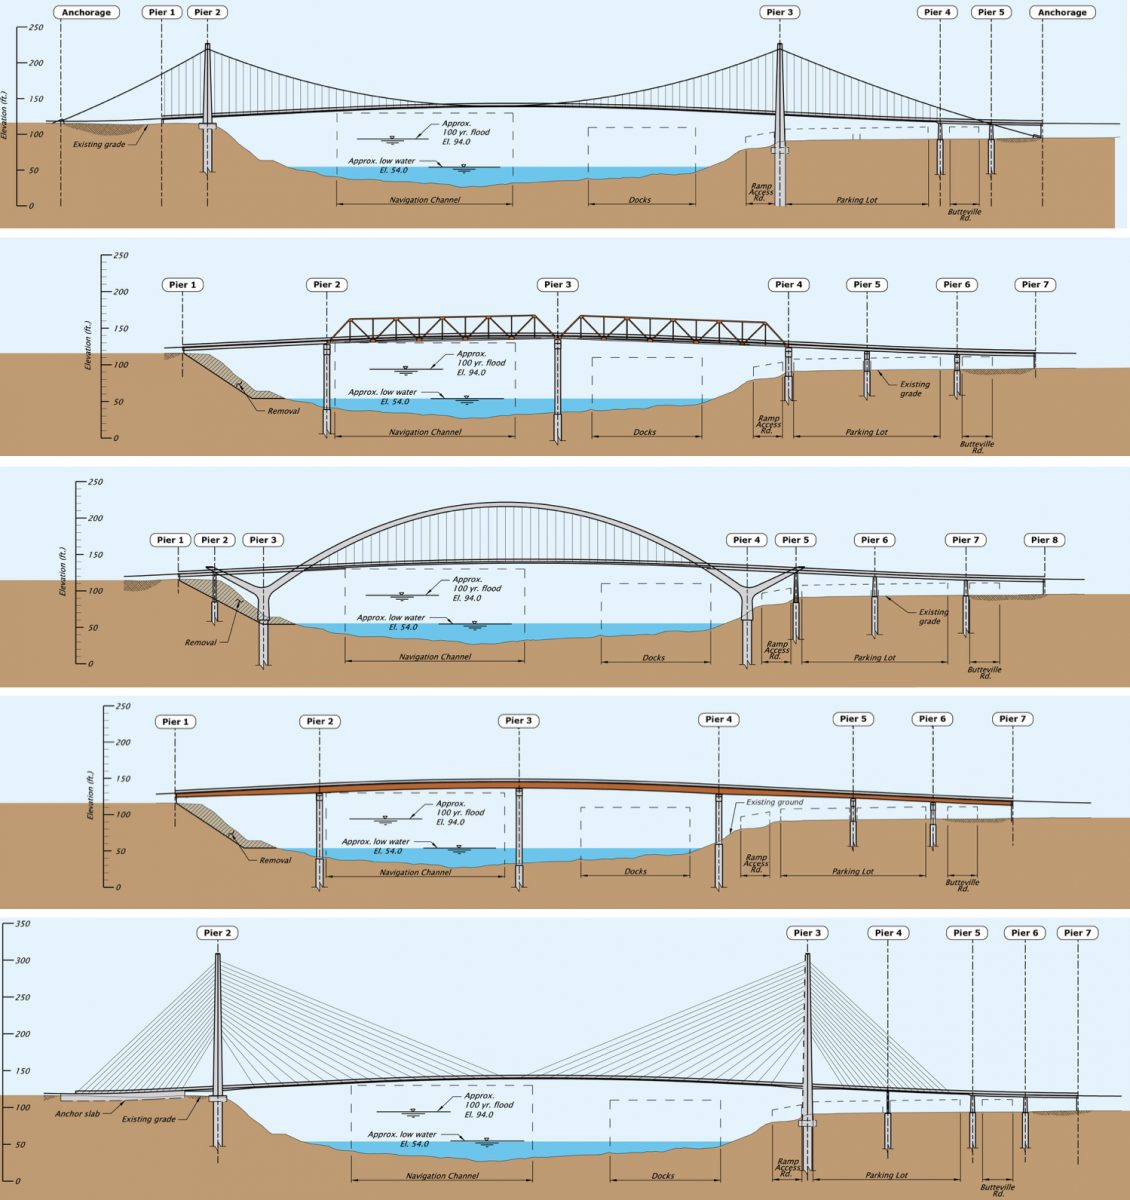 Anchorage Pier 1 Pier 2 Pier 3 Pier 4 Pier 5 Anchorage
250
200
150
100
50
0
Elevation (ft.)
Existing grade
Approx.
100 yr. flood
El. 94.0
Approx. low water
El. 54.0
Navigation Channel
Docks
Ramp
Access
Rd.
Parking Lot
Butteville
Rd.
250
200
150
100
50
0
Elevation (ft.)
Pier 1 Pier 2 Pier 3 Pier 4 Pier 5 Pier 6 Pier 7
Approx.
100 yr. flood
El. 94.0
Approx. low water
El. 54.0
Removal
Existing
grade
Navigation Channel
Docks
Ramp
Access
Rd.
Parking Lot
Butteville
Rd.
250
200
150
100
50
0
Elevation (ft.)
Pier 1 Pier 2 Pier 3 Pier 4 Pier 5 Pier 6 Pier 7 Pier 8
Approx.
100 yr. flood
El. 94.0
Approx. low water
El. 54.0
Removal
Existing
grade
Navigation Channel
Docks
Ramp
Access
Rd.
Parking Lot
Butteville
Rd.
250
200
150
100
50
0
Elevation (ft.)
Pier 1 Pier 2 Pier 3 Pier 4 Pier 5 Pier 6 Pier 7
Approx.
100 yr. flood
El. 94.0
Existing ground
Approx. low water
El. 54.0
Removal
Navigation Channel
Docks
Ramp
Access
Rd.
Parking Lot
Butteville
Rd.
350
300
250
200
150
100
50
0
Pier 2 Pier 3 Pier 4 Pier 5 Pier 6 Pier 7
Anchor slab
Existing grade
Approx.
100 yr. flood
El. 94.0
Approx. low water
El. 54.0
Navigation Channel
Docks
Ramp
Access
Rd.
Parking Lot
Butteville
Rd.